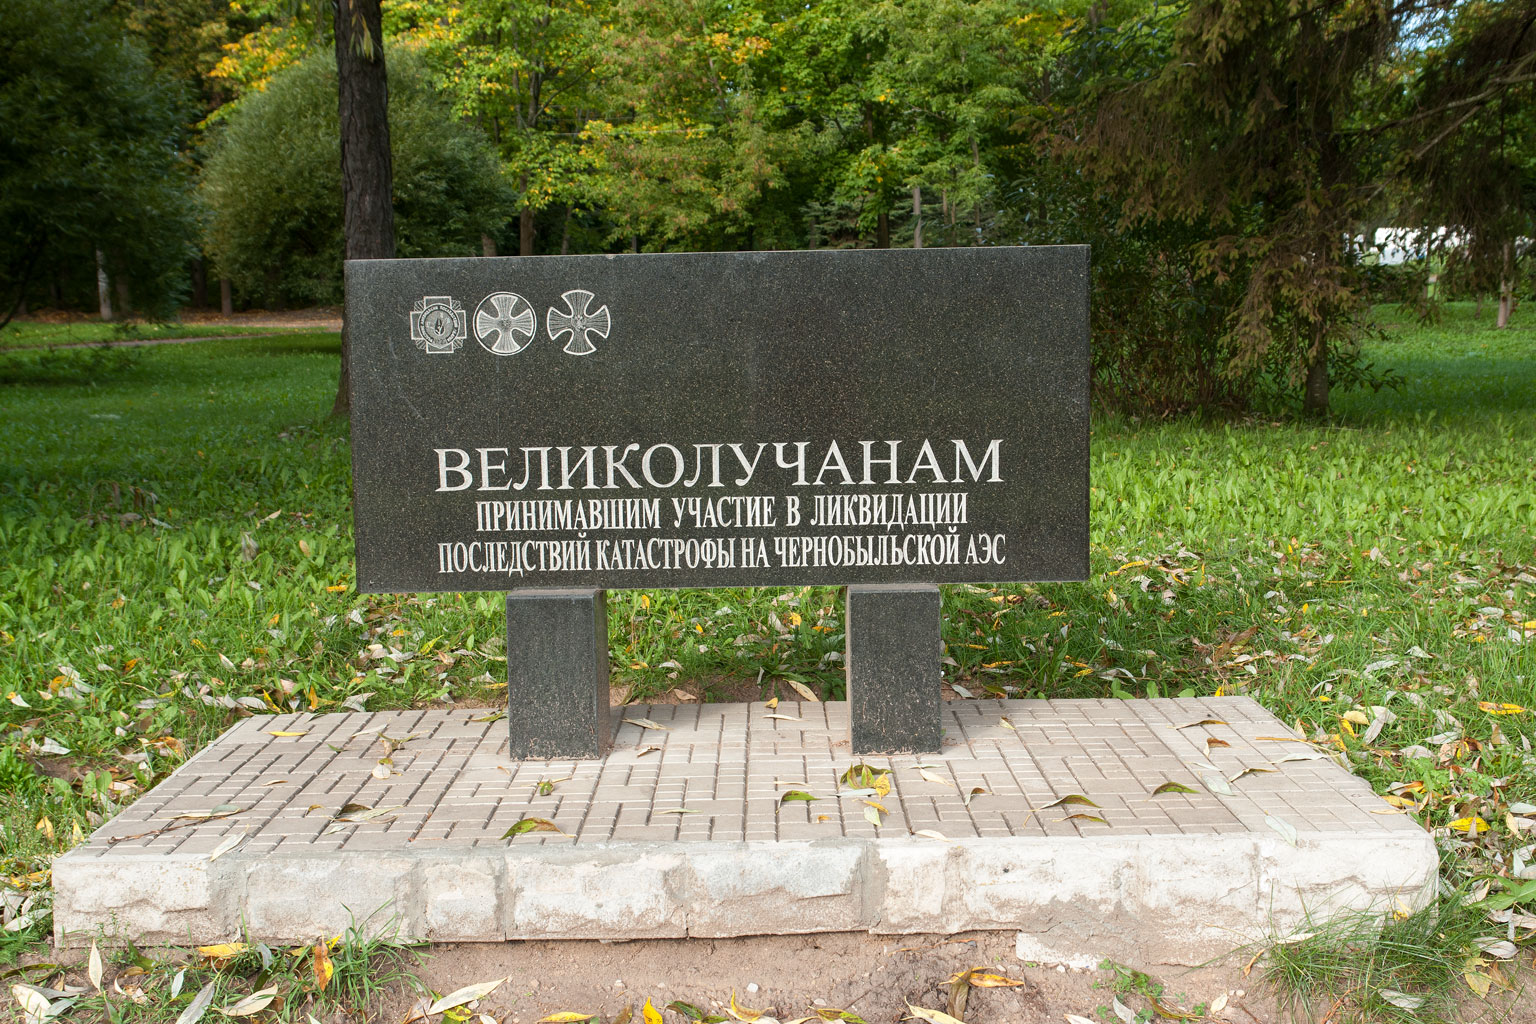 ВЕЛИКОЛУЧАНАМ
ПРИНИМАВШИМ УЧАСТИЕ В ЛИКВИДАЦИИ
ПОСЛЕДСТВИЙ КАТАСТРОФЫ НА ЧЕРНОБЫЛЬСКОЙ АЭС